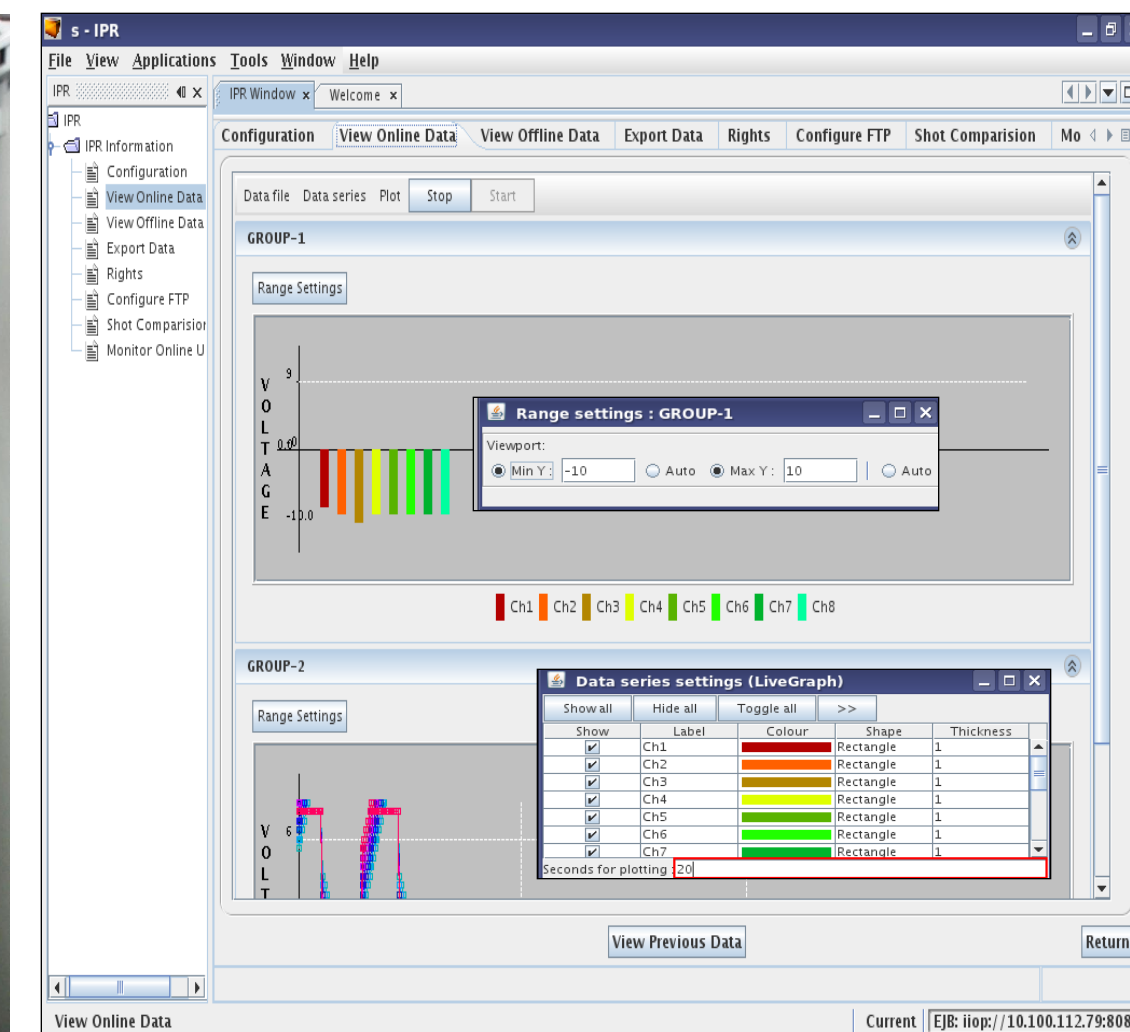 s - IPR
File View Applications Tools Window Help
IPR
IPR Window x Welcome x
IPR
IPR Information
Configuration
View Online Data
View Offline Data
Export Data
Rights
Configure FTP
Shot Comparision
Monitor Online U
Configuration View Online Data View Offline Data Export Data Rights Configure FTP Shot Comparision Mo
Data file Data series Plot Stop Start
GROUP-1
Range Settings
VOLTAGE
9
0.0
-10.0
Range settings : GROUP-1
Viewport:
Min Y : -10 Auto Max Y : 10 Auto
Ch1 Ch2 Ch3 Ch4 Ch5 Ch6 Ch7 Ch8
GROUP-2
Range Settings
VOLT
6
Data series settings (LiveGraph)
Show all Hide all Toggle all >>
Show Label Colour Shape Thickness
Ch1 Rectangle 1
Ch2 Rectangle 1
Ch3 Rectangle 1
Ch4 Rectangle 1
Ch5 Rectangle 1
Ch6 Rectangle 1
Ch7 Rectangle 1
Seconds for plotting : 20
View Previous Data Return
View Online Data Current EJB: iiop://10.100.112.79:808